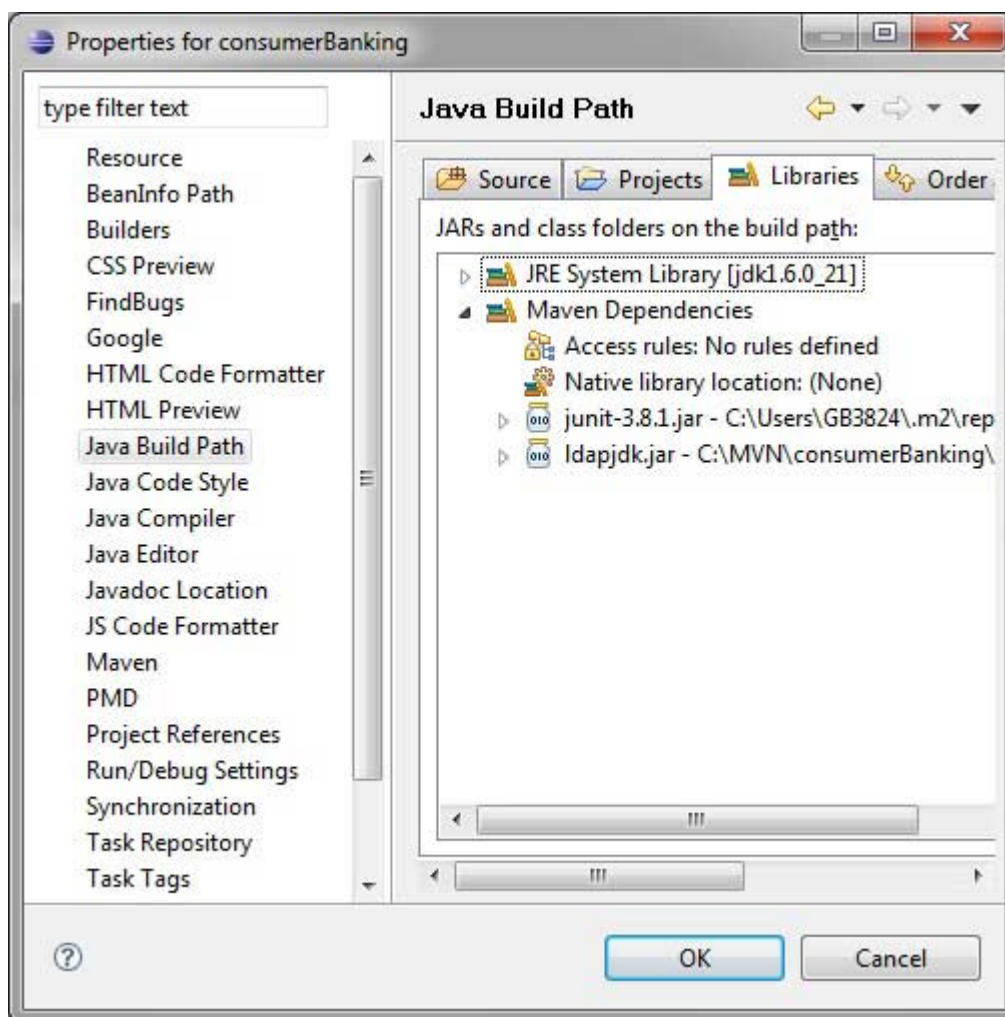 Properties for consumerBanking
type filter text
Resource
BeanInfo Path
Builders
CSS Preview
FindBugs
Google
HTML Code Formatter
HTML Preview
Java Build Path
Java Code Style
Java Compiler
Java Editor
Javadoc Location
JS Code Formatter
Maven
PMD
Project References
Run/Debug Settings
Synchronization
Task Repository
Task Tags
Java Build Path
Source Projects Libraries Order
JARs and class folders on the build path:
JRE System Library [jdk1.6.0_21]
Maven Dependencies
Access rules: No rules defined
Native library location: (None)
junit-3.8.1.jar - C:\Users\GB3824\.m2\rep
ldapjdk.jar - C:\MVN\consumerBanking\
OK Cancel